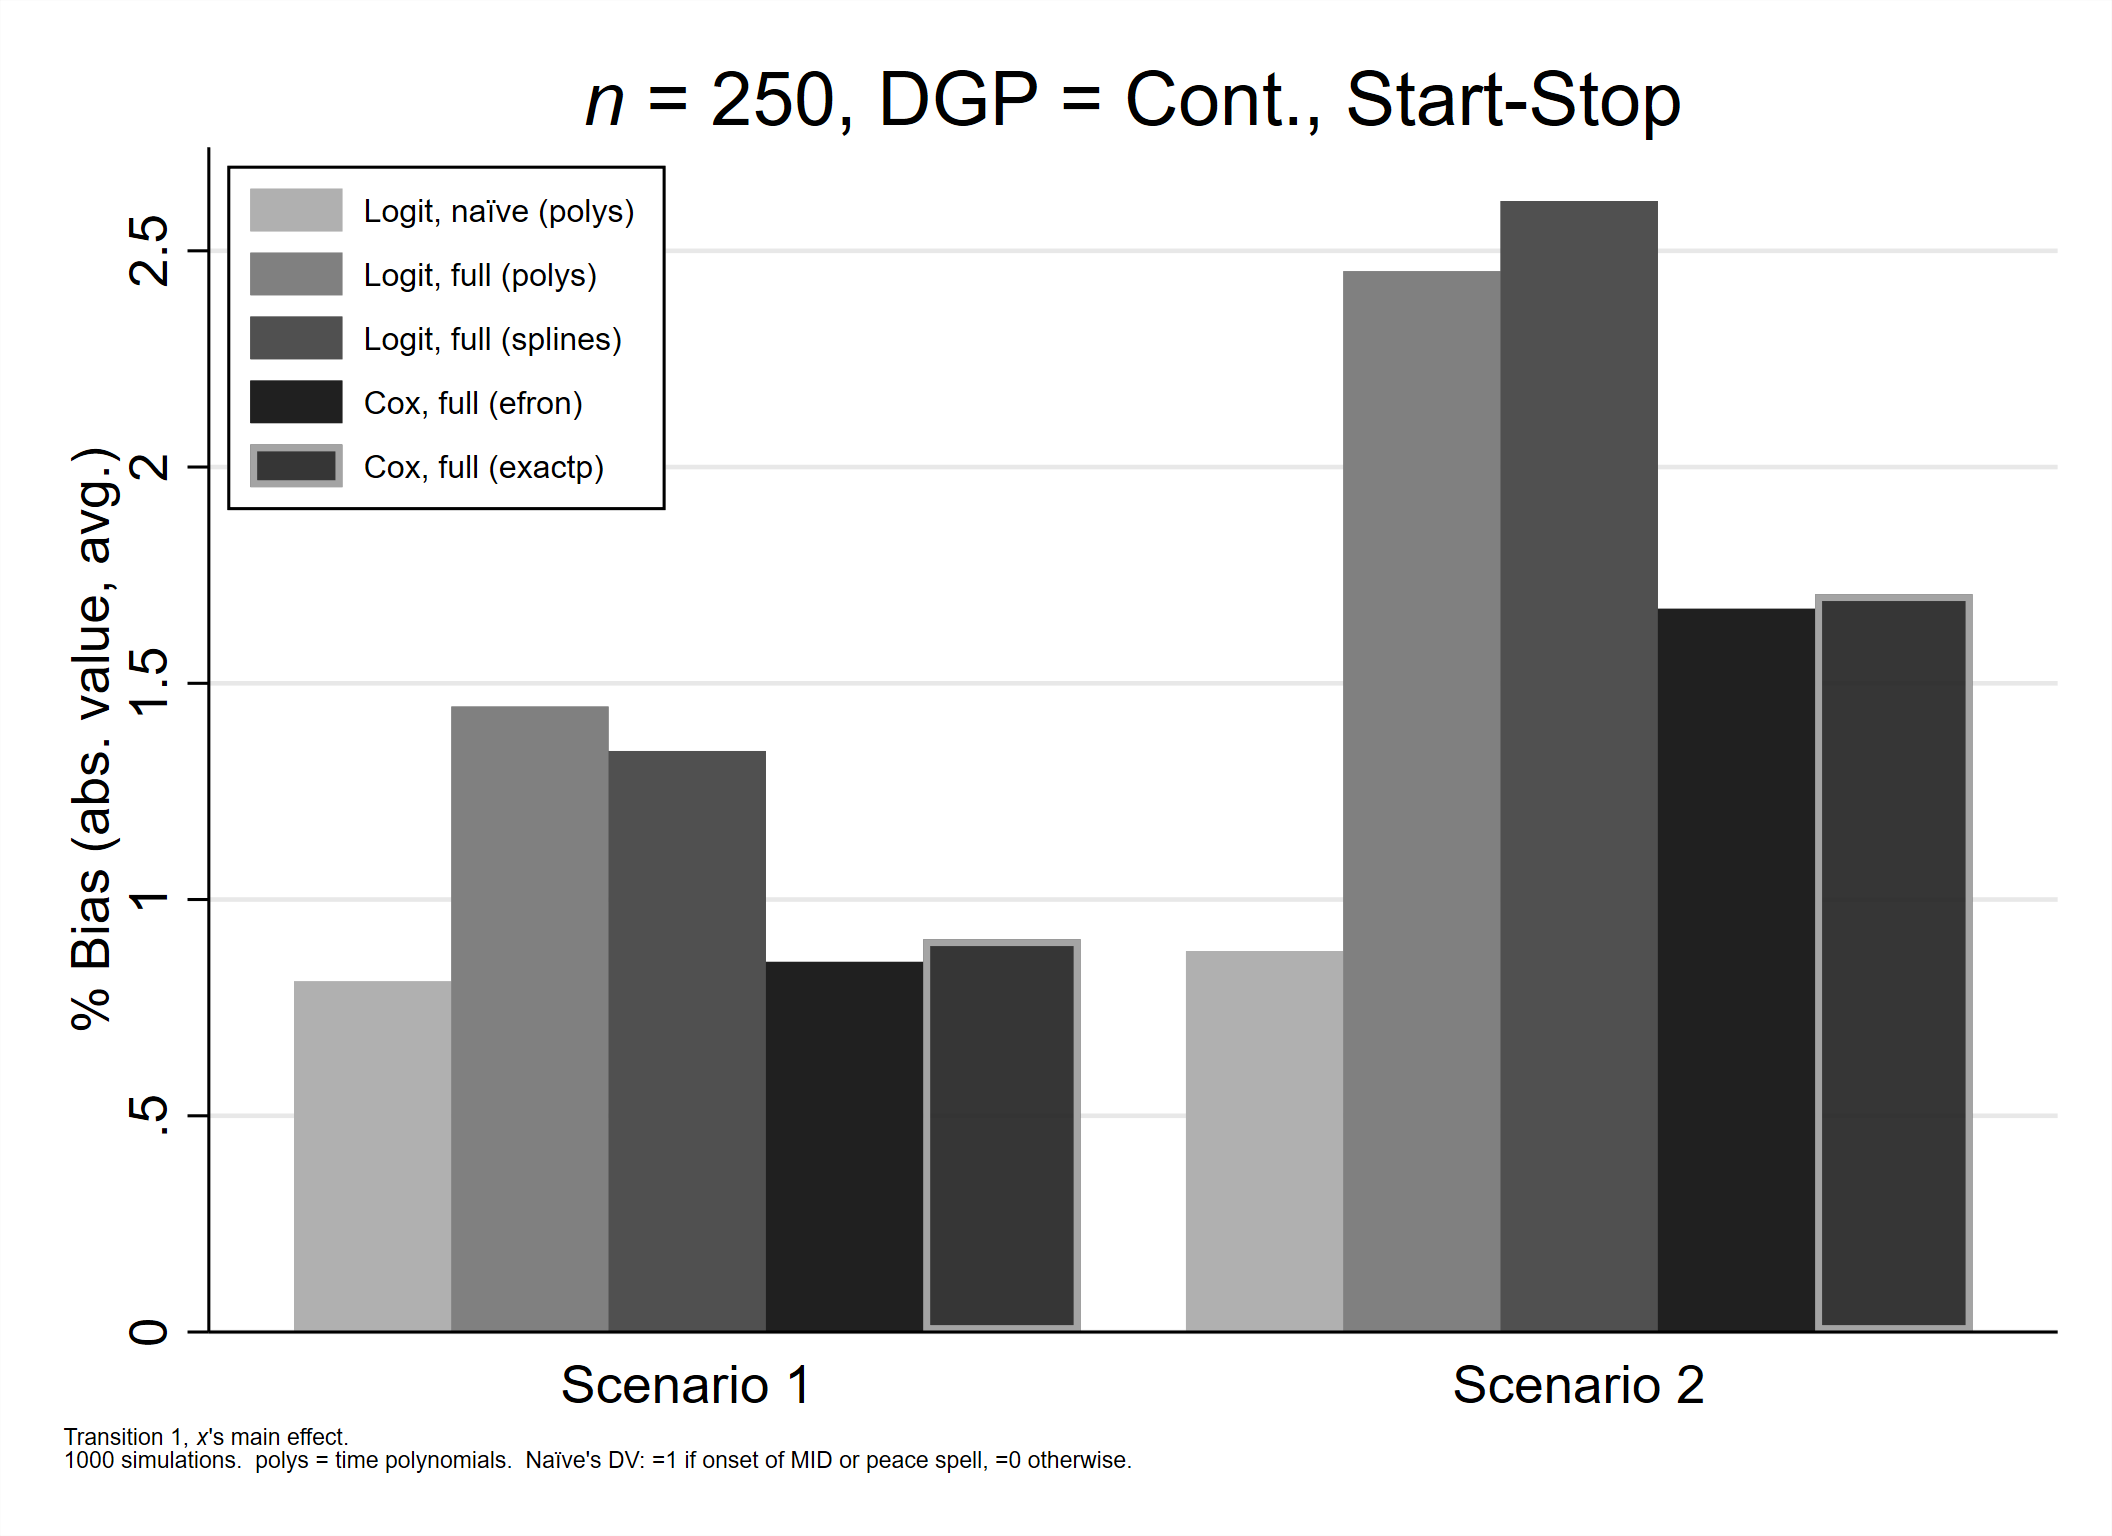 n = 250, DGP = Cont., Start-Stop
Logit, naïve (polys)
Logit, full (polys)
Logit, full (splines)
Cox, full (efron)
Cox, full (exactp)
% Bias (abs. value, avg.)
2.5
2
1.5
1
.5
0
Scenario 1
Scenario 2
Transition 1, x's main effect.
1000 simulations.  polys = time polynomials.  Naïve's DV: =1 if onset of MID or peace spell, =0 otherwise.